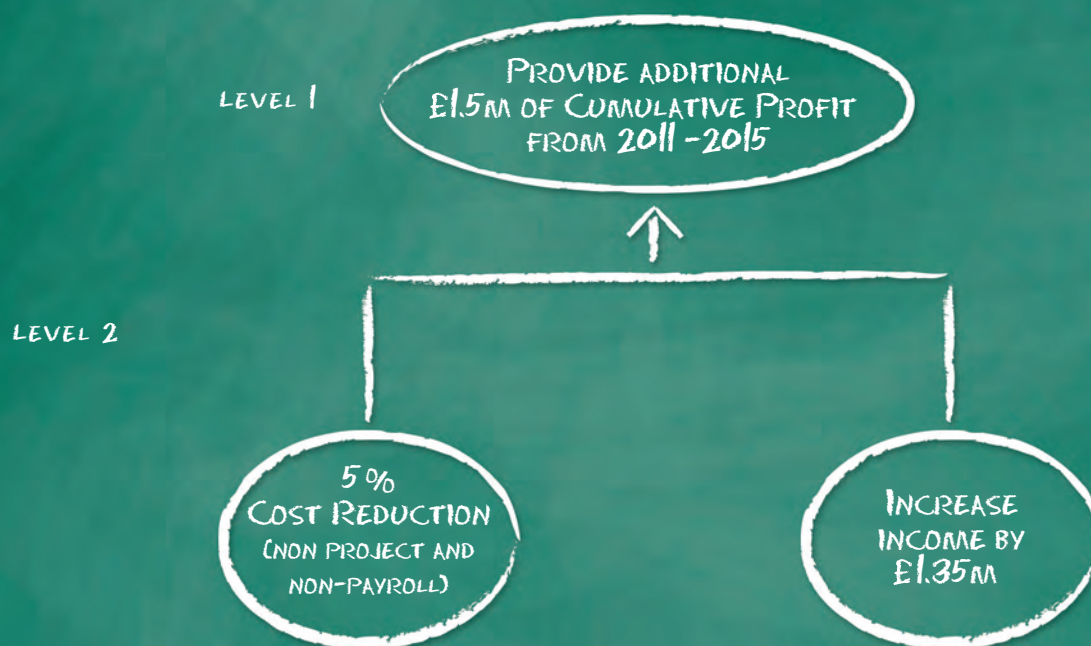 LEVEL 1
PROVIDE ADDITIONAL
£1.5M OF CUMULATIVE PROFIT
FROM 2011-2015
LEVEL 2
5%
COST REDUCTION
(NON PROJECT AND
NON-PAYROLL)
INCREASE
INCOME BY
£1.35M